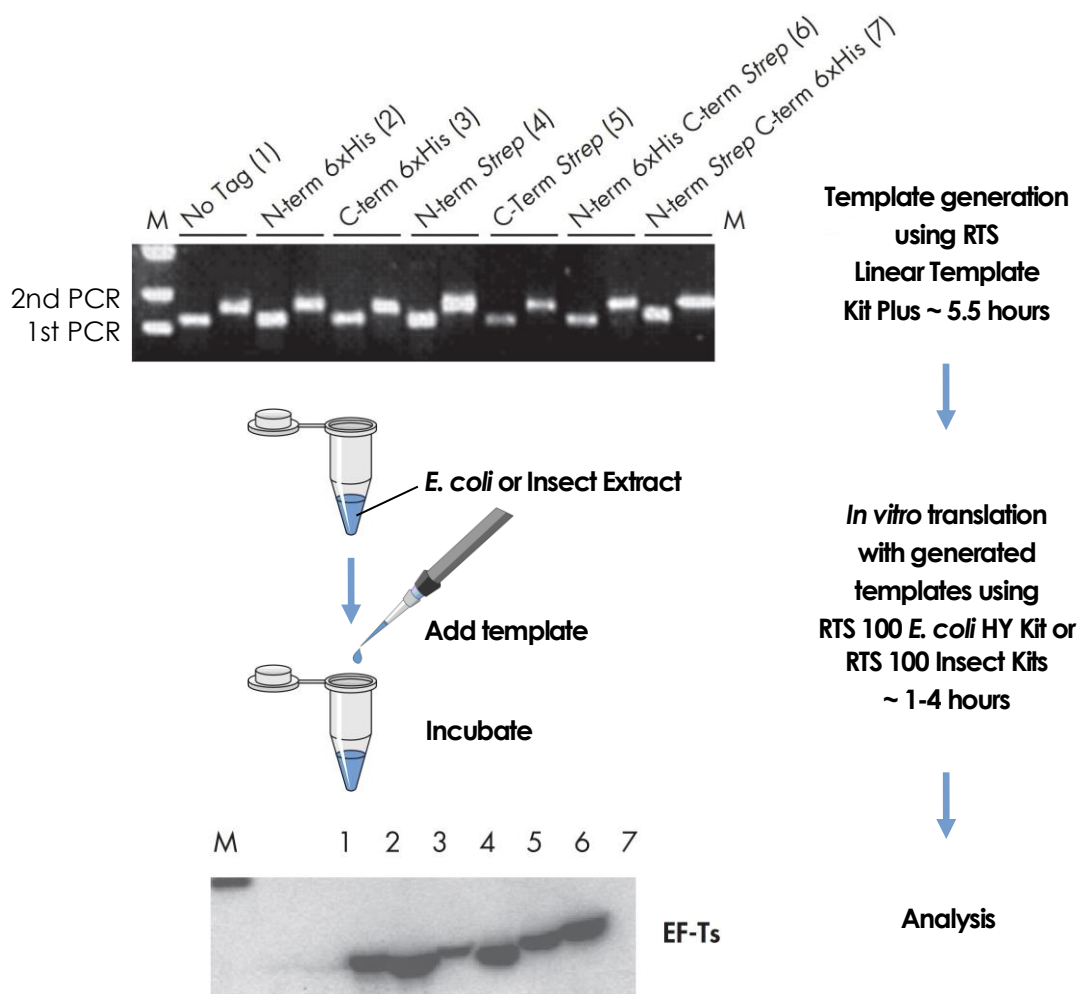 No Tag (1)
N-term 6xHis (2)
C-term 6xHis (3)
N-term Strep (4)
C-Term Strep (5)
N-term 6xHis C-term Strep (6)
N-term Strep C-term 6xHis (7)
M
M
2nd PCR
1st PCR
Template generation
using RTS
Linear Template
Kit Plus ~ 5.5 hours
E. coli or Insect Extract
Add template
Incubate
In vitro translation
with generated
templates using
RTS 100 E. coli HY Kit or
RTS 100 Insect Kits
~ 1-4 hours
M 1 2 3 4 5 6 7
EF-Ts
Analysis